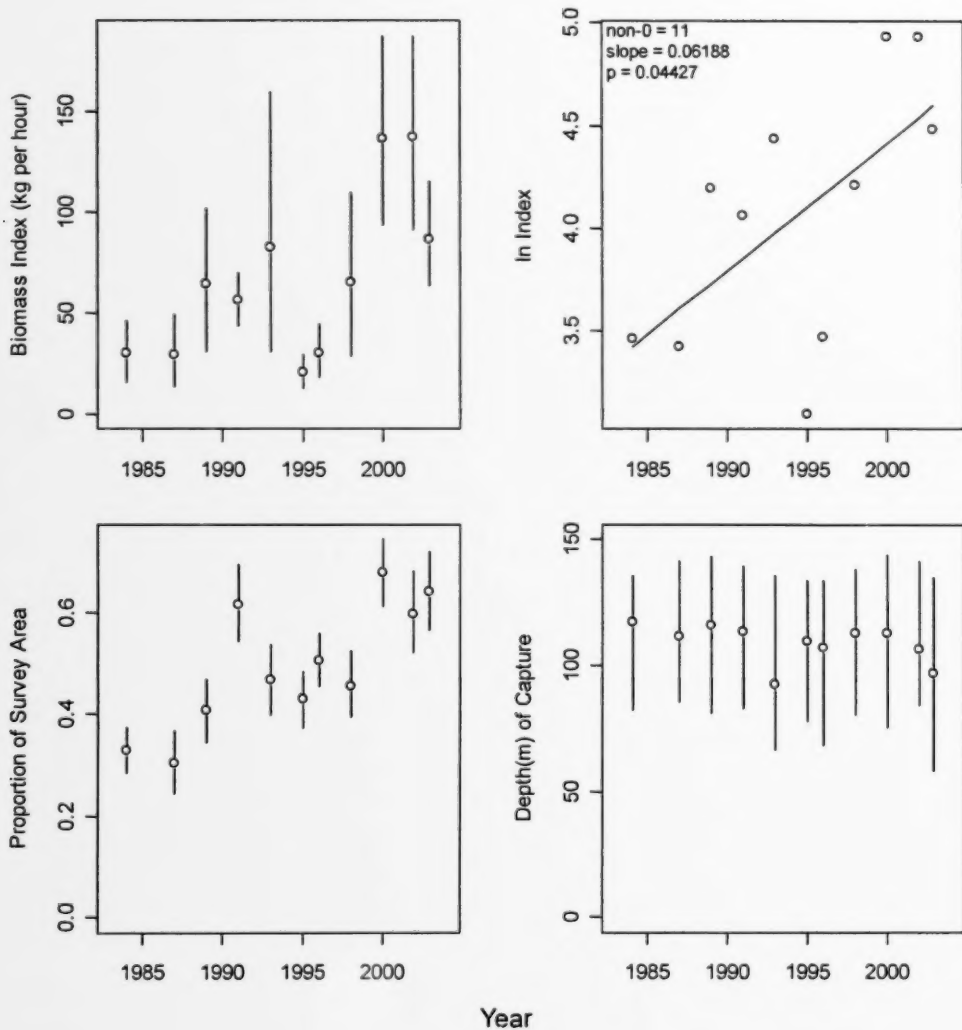 Biomass Index (kg per hour)
150
100
50
0
1985 1990 1995 2000
ln Index
5.0
4.5
4.0
3.5
non-0 = 11
slope = 0.06188
p = 0.04427
1985 1990 1995 2000
Proportion of Survey Area
0.6
0.4
0.2
0.0
1985 1990 1995 2000
Depth(m) of Capture
150
100
50
0
1985 1990 1995 2000
Year